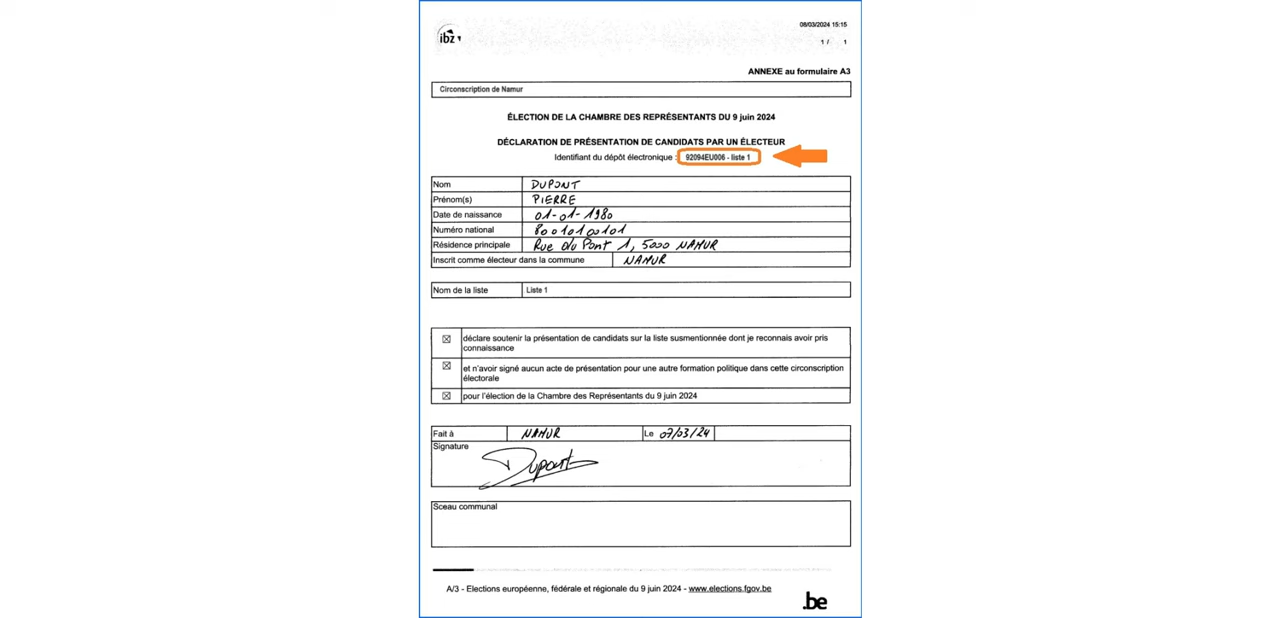 ibz
08/03/2024 15:15
1 / 1
ANNEXE au formulaire A3
Circonscription de Namur
ÉLECTION DE LA CHAMBRE DES REPRÉSENTANTS DU 9 juin 2024
DÉCLARATION DE PRÉSENTATION DE CANDIDATS PAR UN ÉLECTEUR
Identifiant du dépôt électronique : 92094EU006 - liste 1
Nom DUPONT
Prénom(s) PIERRE
Date de naissance 01-01-1980
Numéro national 80010100101
Résidence principale Rue du Pont 1, 5000 NAMUR
Inscrit comme électeur dans la commune NAMUR
Nom de la liste Liste 1
☒ déclare soutenir la présentation de candidats sur la liste susmentionnée dont je reconnais avoir pris
connaissance
☒ et n'avoir signé aucun acte de présentation pour une autre formation politique dans cette circonscription
électorale
☒ pour l'élection de la Chambre des Représentants du 9 juin 2024
Fait à NAMUR Le 07/03/24
Signature
Dupont
Sceau communal
A/3 - Elections européenne, fédérale et régionale du 9 juin 2024 - www.elections.fgov.be
.be